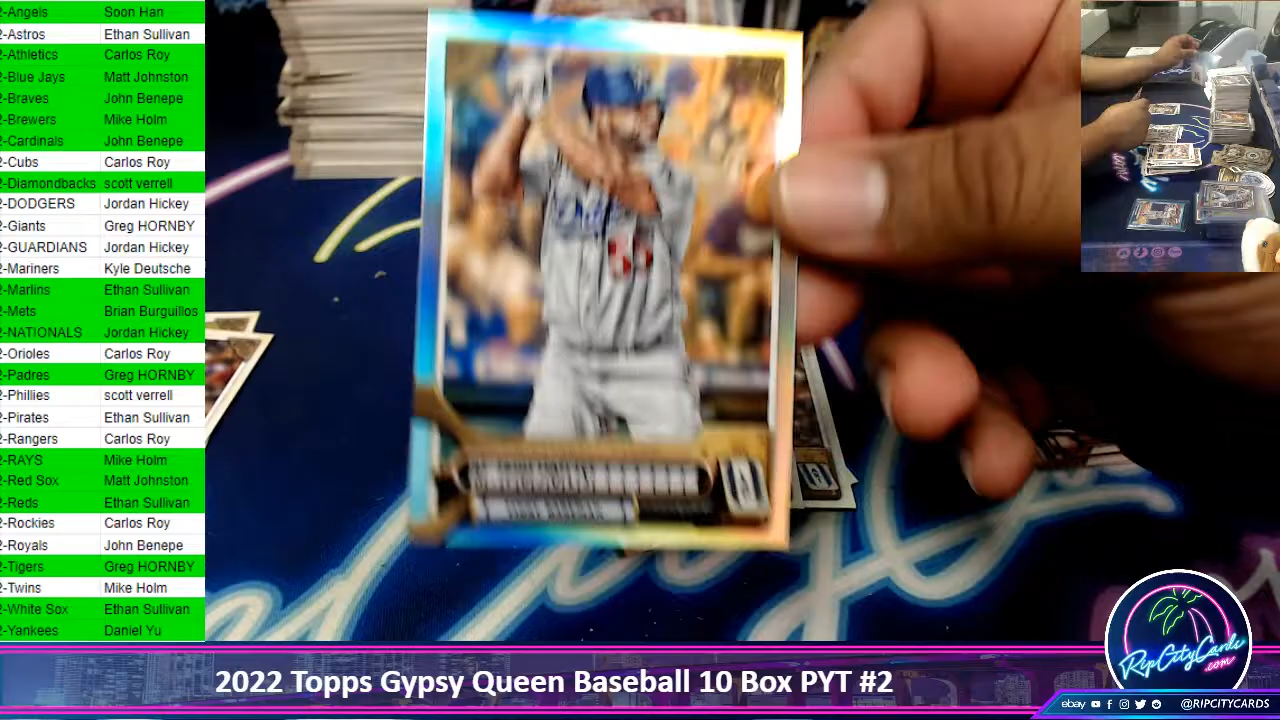 2-Angels Soon Han
2-Astros Ethan Sullivan
2-Athletics Carlos Roy
2-Blue Jays Matt Johnston
2-Braves John Benepe
2-Brewers Mike Holm
2-Cardinals John Benepe
2-Cubs Carlos Roy
2-Diamondbacks scott verrell
2-DODGERS Jordan Hickey
2-Giants Greg HORNBY
2-GUARDIANS Jordan Hickey
2-Mariners Kyle Deutsche
2-Marlins Ethan Sullivan
2-Mets Brian Burguillos
2-NATIONALS Jordan Hickey
2-Orioles Carlos Roy
2-Padres Greg HORNBY
2-Phillies scott verrell
2-Pirates Ethan Sullivan
2-Rangers Carlos Roy
2-RAYS Mike Holm
2-Red Sox Matt Johnston
2-Reds Ethan Sullivan
2-Rockies Carlos Roy
2-Royals John Benepe
2-Tigers Greg HORNBY
2-Twins Mike Holm
2-White Sox Ethan Sullivan
2-Yankees Daniel Yu
RipCityCards
.com
2022 Topps Gypsy Queen Baseball 10 Box PYT #2
ebay @RIPCITYCARDS